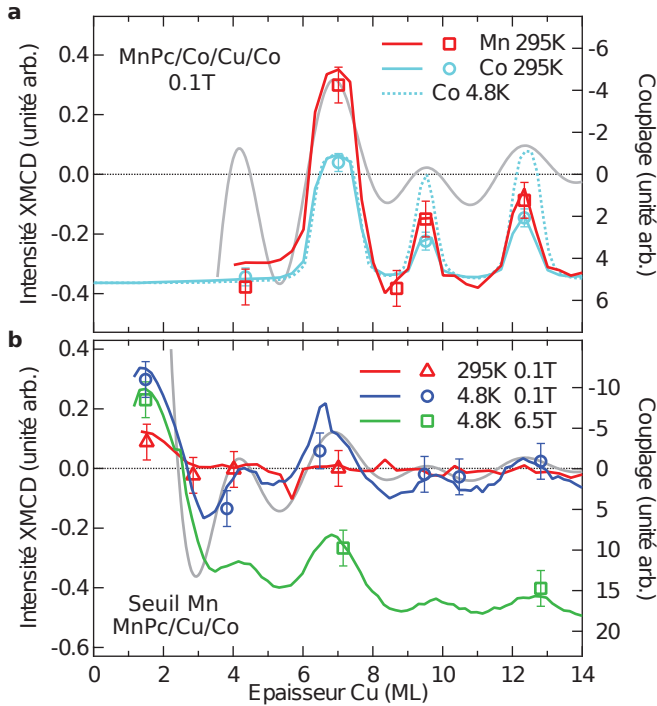 a
MnPc/Co/Cu/Co
0.1T
Mn 295K
Co 295K
Co 4.8K
Intensité XMCD (unité arb.)
0.4
0.2
0.0
-0.2
-0.4
Couplage (unité arb.)
-6
-4
-2
0
2
4
6
b
295K 0.1T
4.8K 0.1T
4.8K 6.5T
Seuil Mn
MnPc/Cu/Co
Intensité XMCD (unité arb.)
0.4
0.2
0.0
-0.2
-0.4
-0.6
Couplage (unité arb.)
-10
-5
0
5
10
15
20
0 2 4 6 8 10 12 14
Epaisseur Cu (ML)